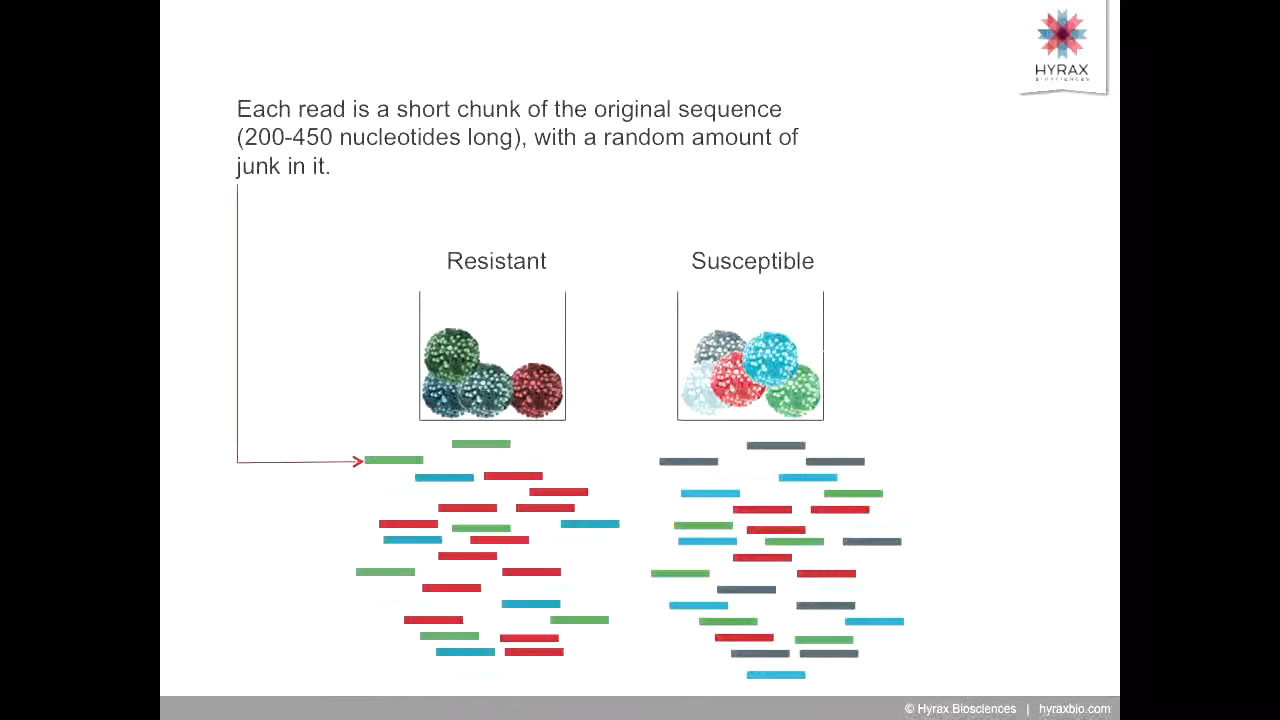 HYRAX
BIOSCIENCES
Each read is a short chunk of the original sequence
(200-450 nucleotides long), with a random amount of
junk in it.
Resistant
Susceptible
© Hyrax Biosciences | hyraxbio.com